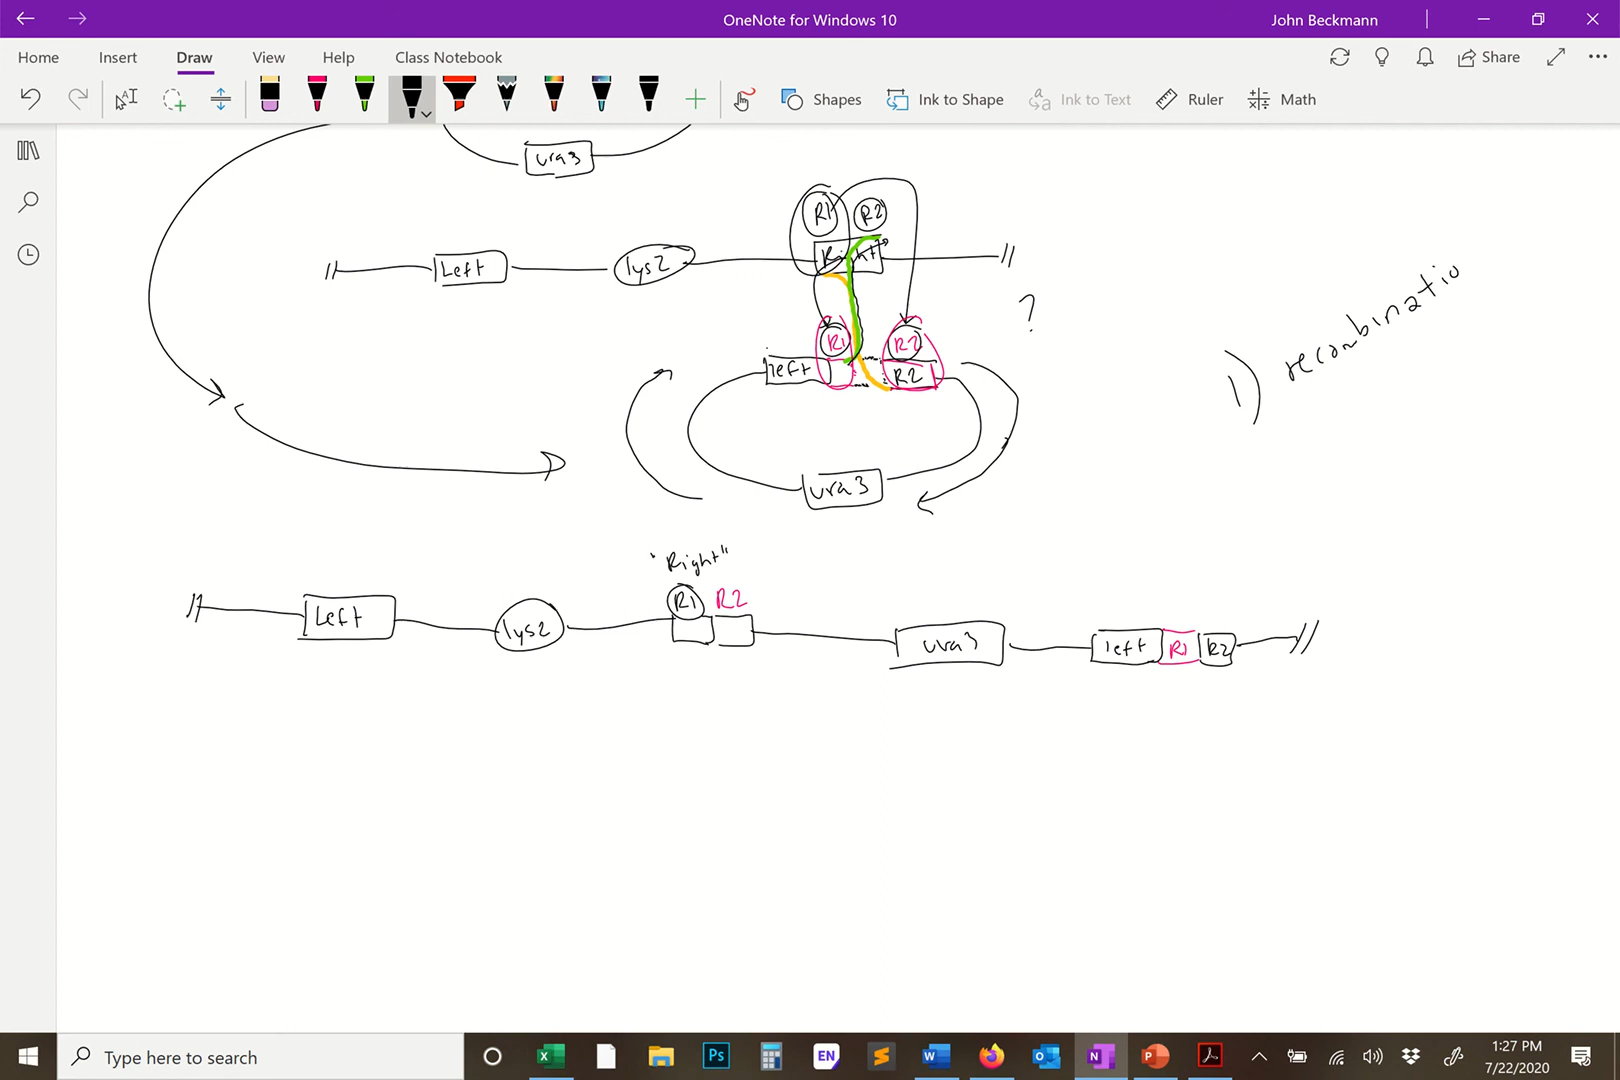 OneNote for Windows 10
John Beckmann
Home Insert Draw View Help Class Notebook
Share
Shapes Ink to Shape Ink to Text Ruler Math
ura3
R1 R2
Left lys2 Right
?
1) recombinatio
R1 R2
left R2
ura3
"Right"
R1 R2
Left lys2 ura3 left R1 R2
Type here to search
EN
1:27 PM
7/22/2020